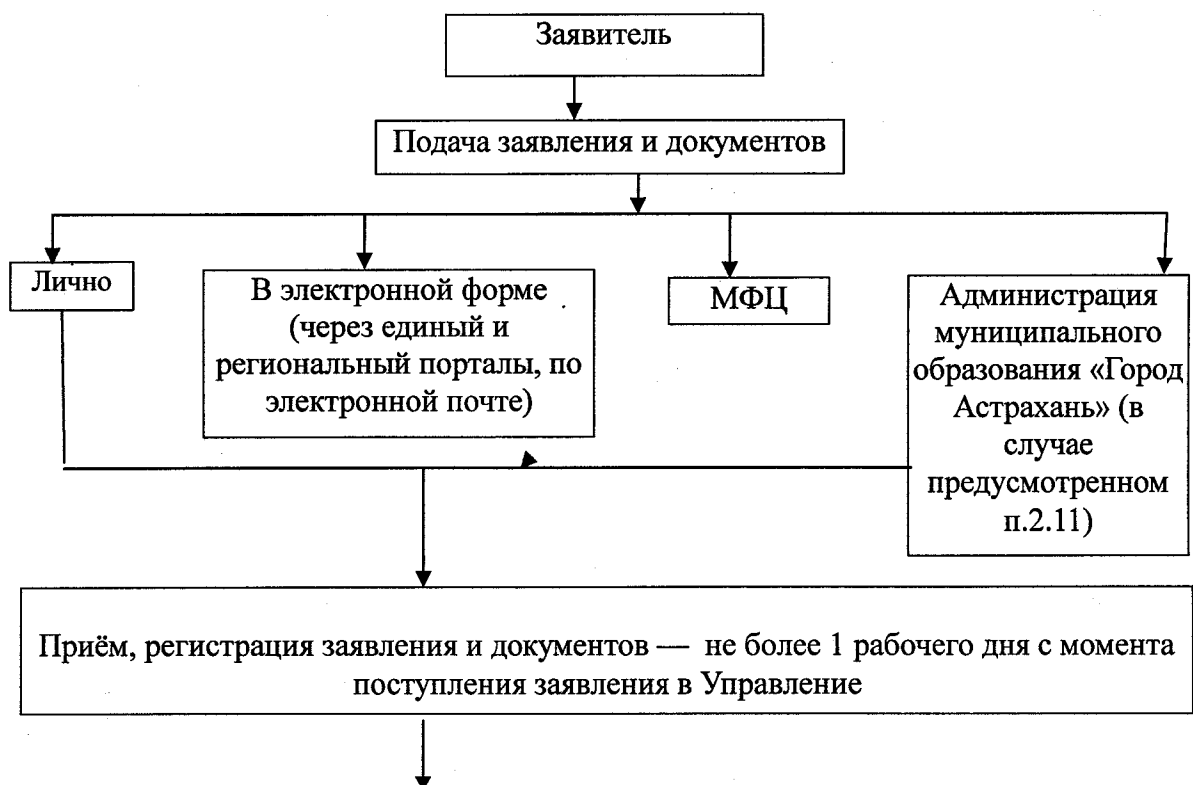 Заявитель
Подача заявления и документов
Лично
В электронной форме
(через единый и
региональный порталы, по
электронной почте)
МФЦ
Администрация
муниципального
образования «Город
Астрахань» (в
случае
предусмотренном
п.2.11)
Приём, регистрация заявления и документов — не более 1 рабочего дня с момента
поступления заявления в Управление